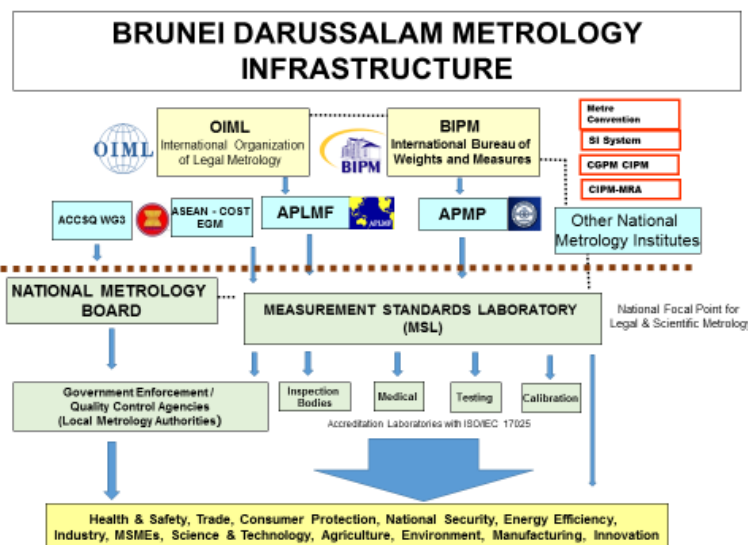 BRUNEI DARUSSALAM METROLOGY
INFRASTRUCTURE
OIML
OIML
International Organization
of Legal Metrology
BIPM
BIPM
International Bureau of
Weights and Measures
Metre
Convention
SI System
CGPM CIPM
CIPM-MRA
ACCSQ WG3
ASEAN - COST
EGM
APLMF
APLMF
APMP
Other National
Metrology Institutes
NATIONAL METROLOGY
BOARD
MEASUREMENT STANDARDS LABORATORY
(MSL)
National Focal Point for
Legal & Scientific Metrology
Government Enforcement /
Quality Control Agencies
(Local Metrology Authorities)
Inspection
Bodies
Medical
Testing
Calibration
Accreditation Laboratories with ISO/IEC 17025
Health & Safety, Trade, Consumer Protection, National Security, Energy Efficiency,
Industry, MSMEs, Science & Technology, Agriculture, Environment, Manufacturing, Innovation